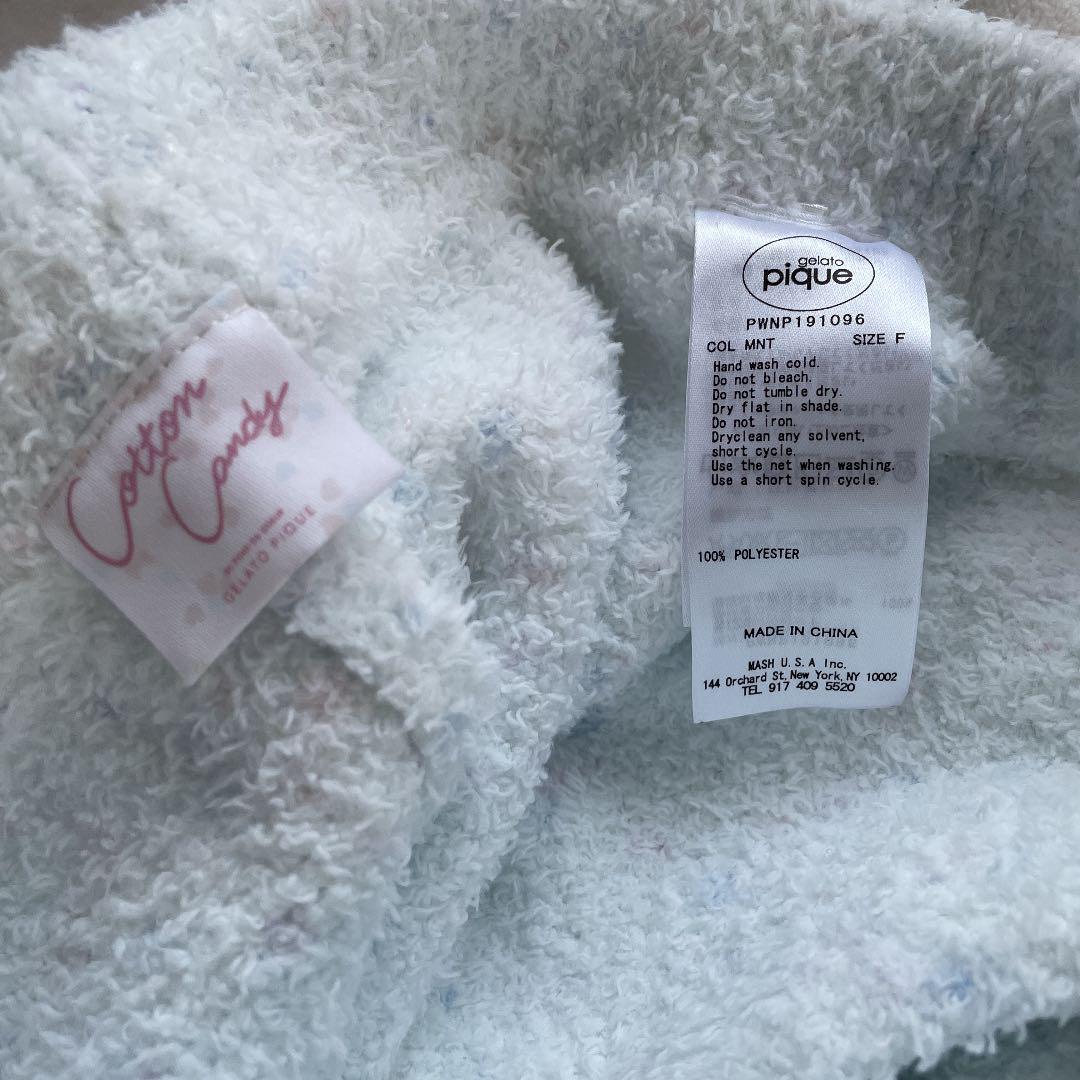 Cotton
Candy
GELATO PIQUE
gelato
pique
PWNP191096
COL MNT SIZE F
Hand wash cold.
Do not bleach.
Do not tumble dry.
Dry flat in shade.
Do not iron.
Dryclean any solvent,
short cycle.
Use the net when washing.
Use a short spin cycle.
100% POLYESTER
MADE IN CHINA
MASH U.S.A Inc.
144 Orchard St, New York, NY 10002
TEL 917 409 5520